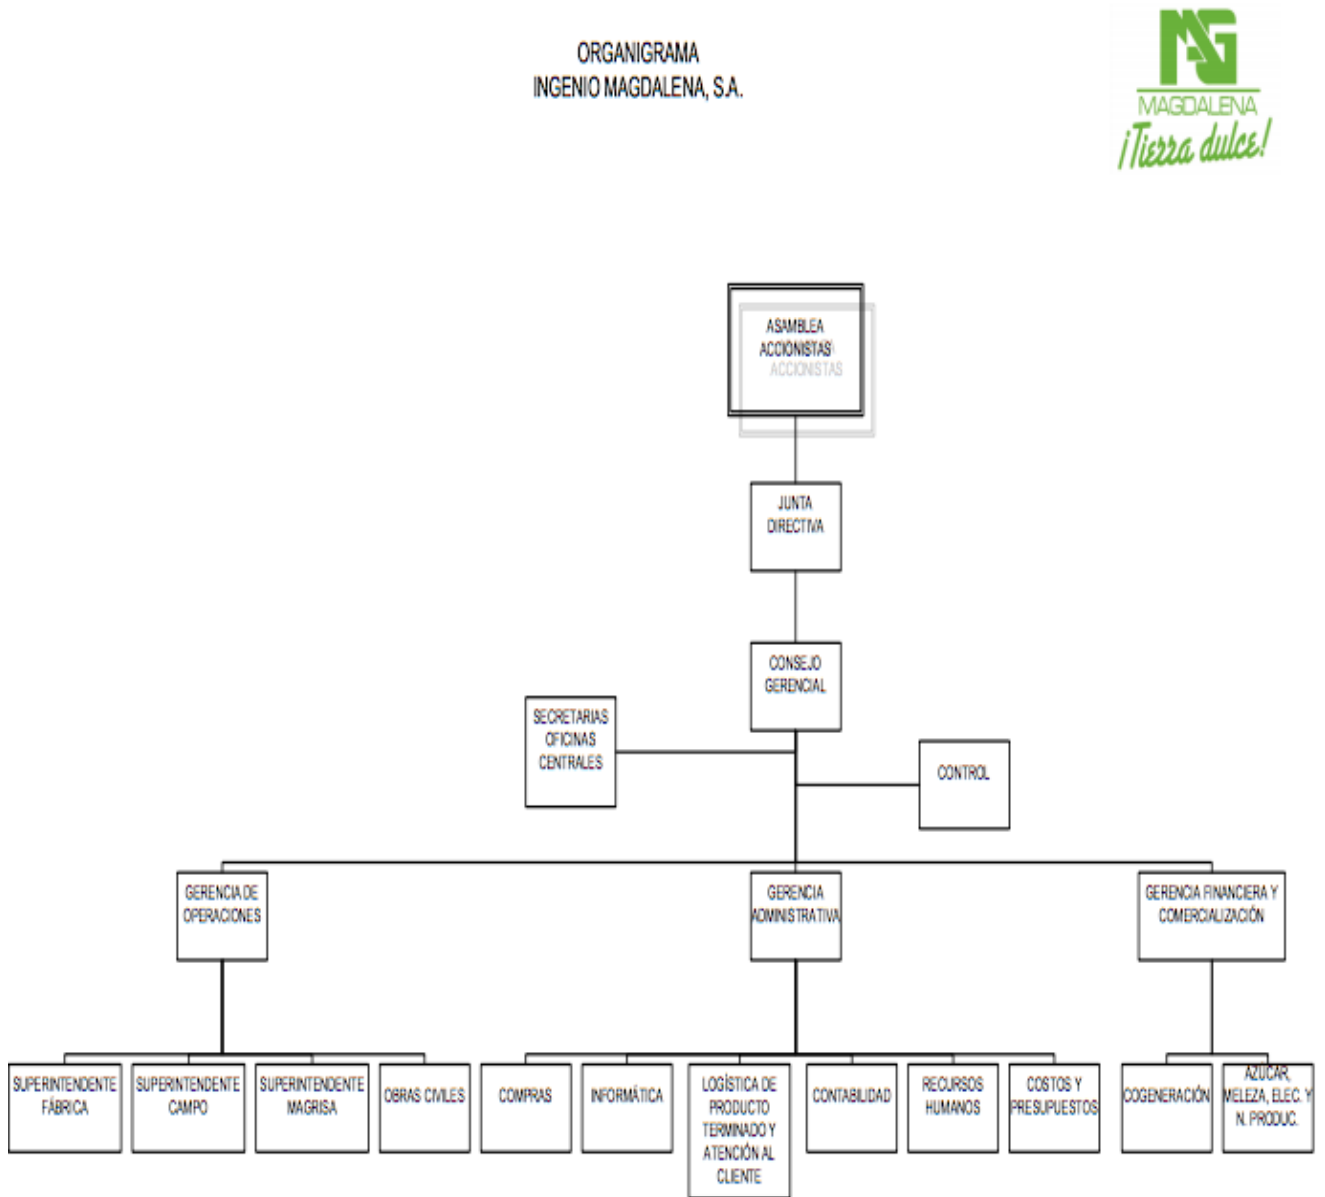 ORGANIGRAMA
INGENIO MAGDALENA, S.A.
MAG
MAGDALENA
¡Tierra dulce!
ASAMBLEA
ACCIONISTAS
ACCIONISTAS
JUNTA
DIRECTIVA
CONSEJO
GERENCIAL
SECRETARIAS
OFICINAS
CENTRALES
CONTROL
GERENCIA DE
OPERACIONES
GERENCIA
ADMINISTRATIVA
GERENCIA FINANCIERA Y
COMERCIALIZACIÓN
SUPERINTENDENTE
FÁBRICA
SUPERINTENDENTE
CAMPO
SUPERINTENDENTE
MAGRISA
OBRAS CIVILES
COMPRAS
INFORMÁTICA
LOGÍSTICA DE
PRODUCTO
TERMINADO Y
ATENCIÓN AL
CLIENTE
CONTABILIDAD
RECURSOS
HUMANOS
COSTOS Y
PRESUPUESTOS
COGENERACIÓN
AZUCAR,
MELEZA, ELEC. Y
N. PRODUC.